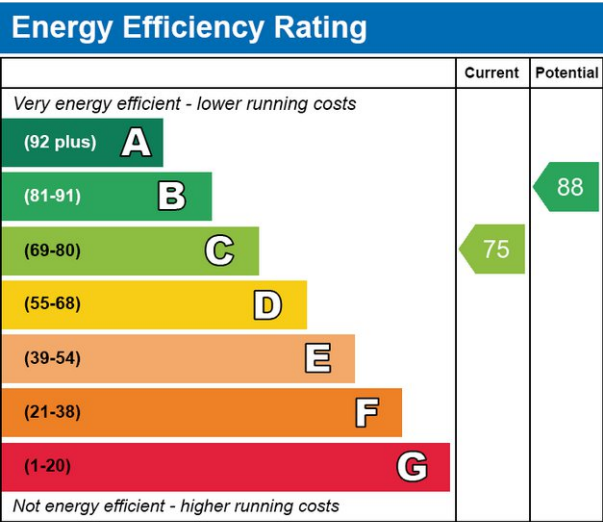 Energy Efficiency Rating
Current Potential
Very energy efficient - lower running costs
(92 plus) A
(81-91) B
88
(69-80) C
75
(55-68) D
(39-54) E
(21-38) F
(1-20) G
Not energy efficient - higher running costs